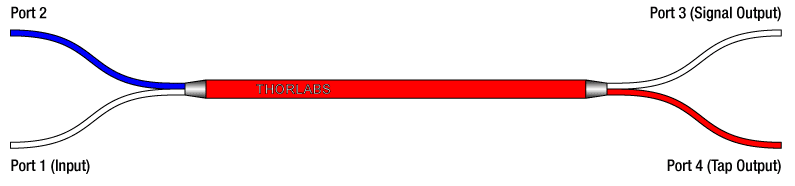 Port 2
Port 3 (Signal Output)
THORLABS
Port 1 (Input)
Port 4 (Tap Output)